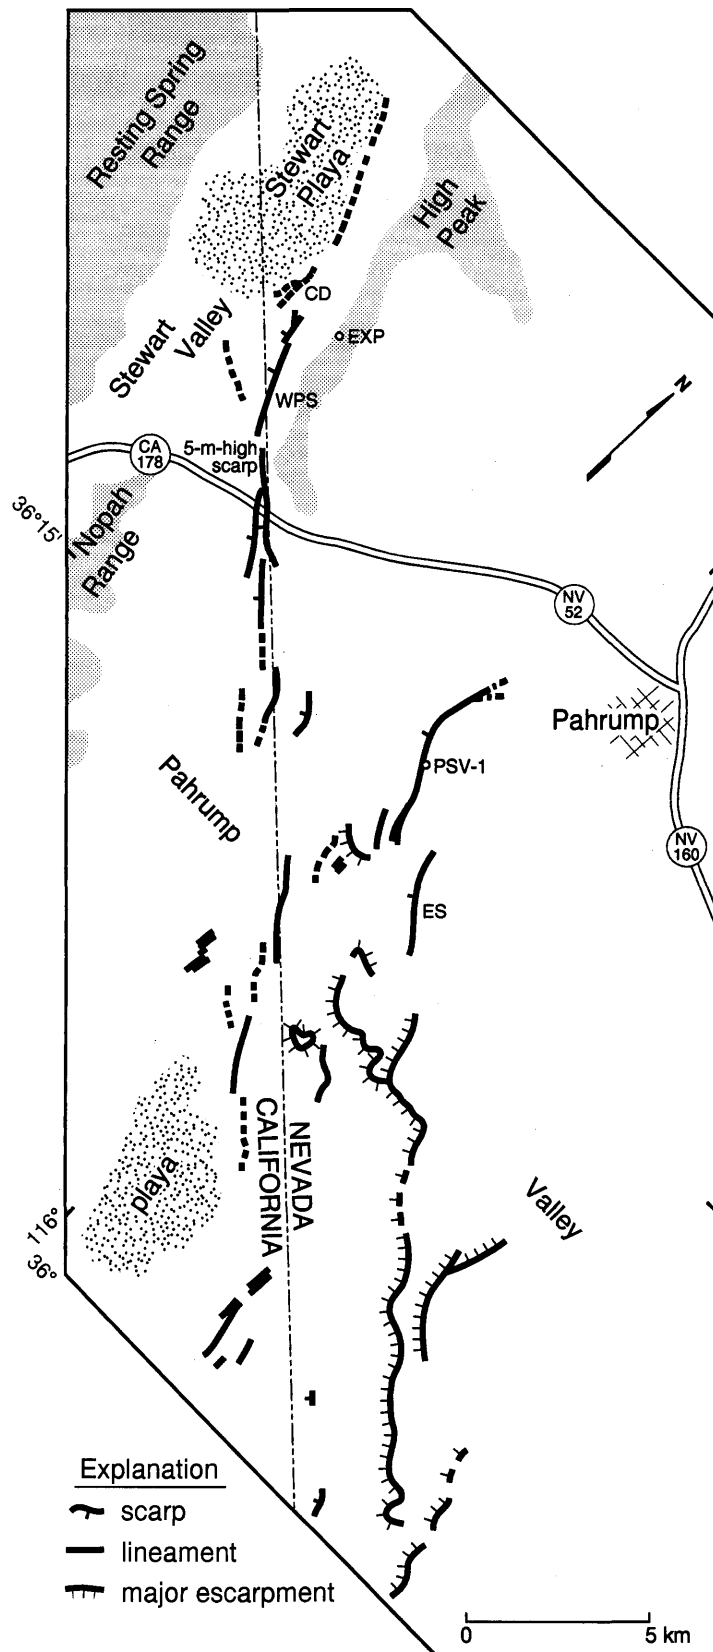 Resting Spring
Range
Stewart
Playa
High
Peak
CD
Stewart
Valley
EXP
WPS
N
5-m-high
scarp
CA
178
36°15'
Nopah
Range
NV
52
Pahrump
PSV-1
Pahrump
NV
160
ES
CALIFORNIA
NEVADA
playa
Valley
116°
36°
Explanation
scarp
lineament
major escarpment
0 5 km